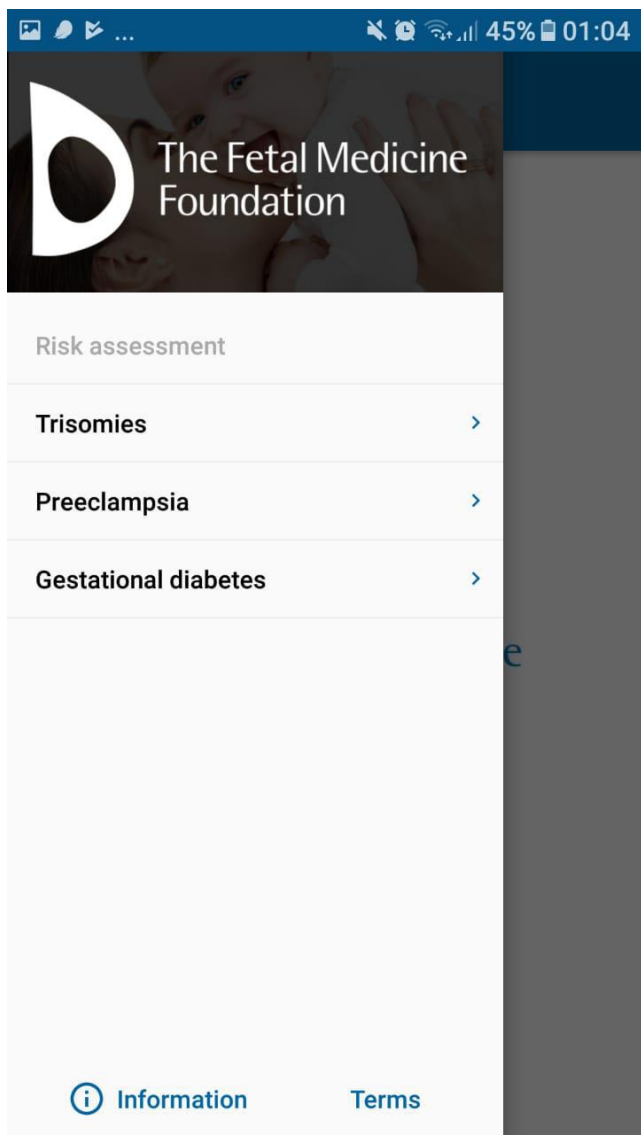 ... 45% 01:04
The Fetal Medicine
Foundation
Risk assessment
Trisomies
Preeclampsia
Gestational diabetes
e
Information Terms